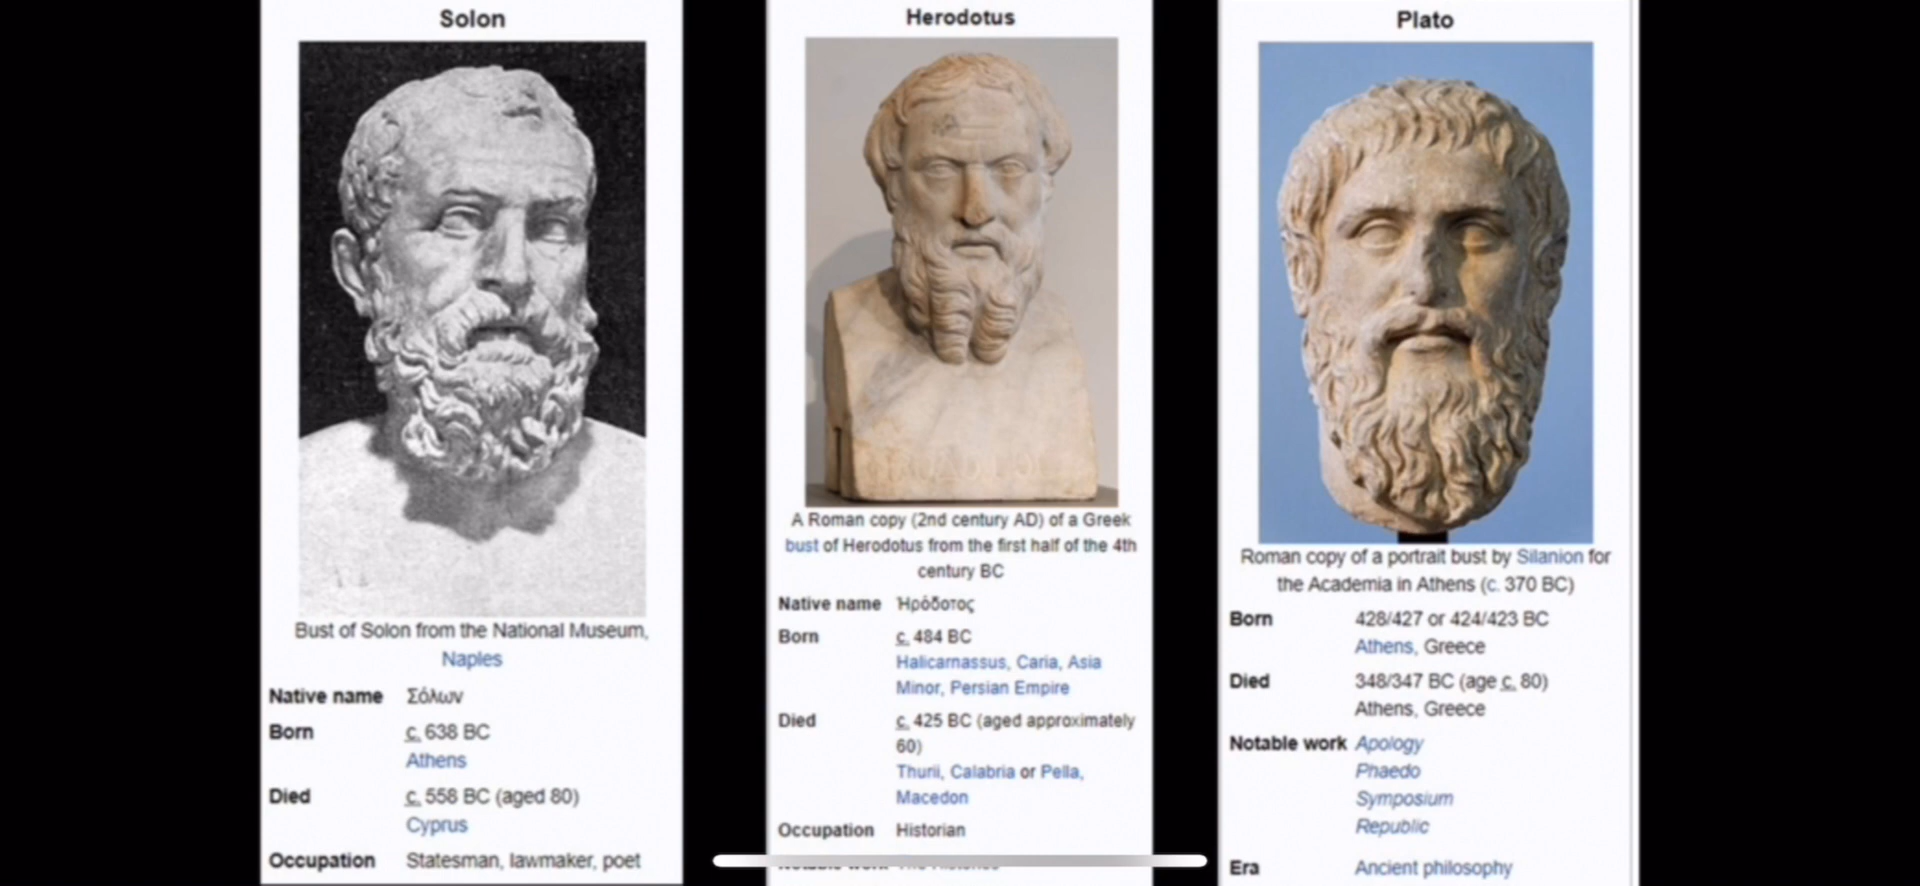 Solon
Bust of Solon from the National Museum,
Naples
Native name Σόλων
Born c. 638 BC
Athens
Died c. 558 BC (aged 80)
Cyprus
Occupation Statesman, lawmaker, poet
Herodotus
A Roman copy (2nd century AD) of a Greek
bust of Herodotus from the first half of the 4th
century BC
Native name Ἡρόδοτος
Born c. 484 BC
Halicarnassus, Caria, Asia
Minor, Persian Empire
Died c. 425 BC (aged approximately
60)
Thurii, Calabria or Pella,
Macedon
Occupation Historian
Plato
Roman copy of a portrait bust by Silanion for
the Academia in Athens (c. 370 BC)
Born 428/427 or 424/423 BC
Athens, Greece
Died 348/347 BC (age c. 80)
Athens, Greece
Notable work Apology
Phaedo
Symposium
Republic
Era Ancient philosophy